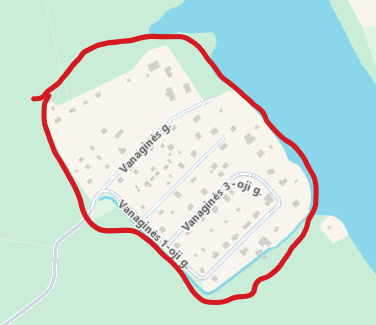 Vanaginės g.
Vanaginės 3-oji g.
Vanaginės 1-oji g.